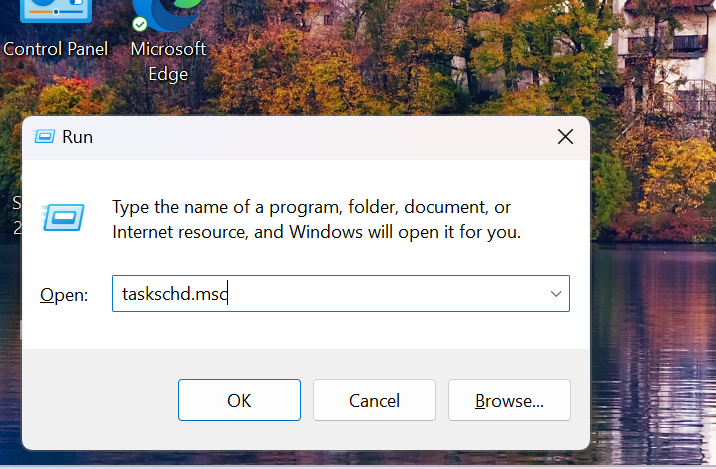 Control Panel
Microsoft
Edge
Run
Type the name of a program, folder, document, or
Internet resource, and Windows will open it for you.
Open:
taskschd.msc
OK
Cancel
Browse...